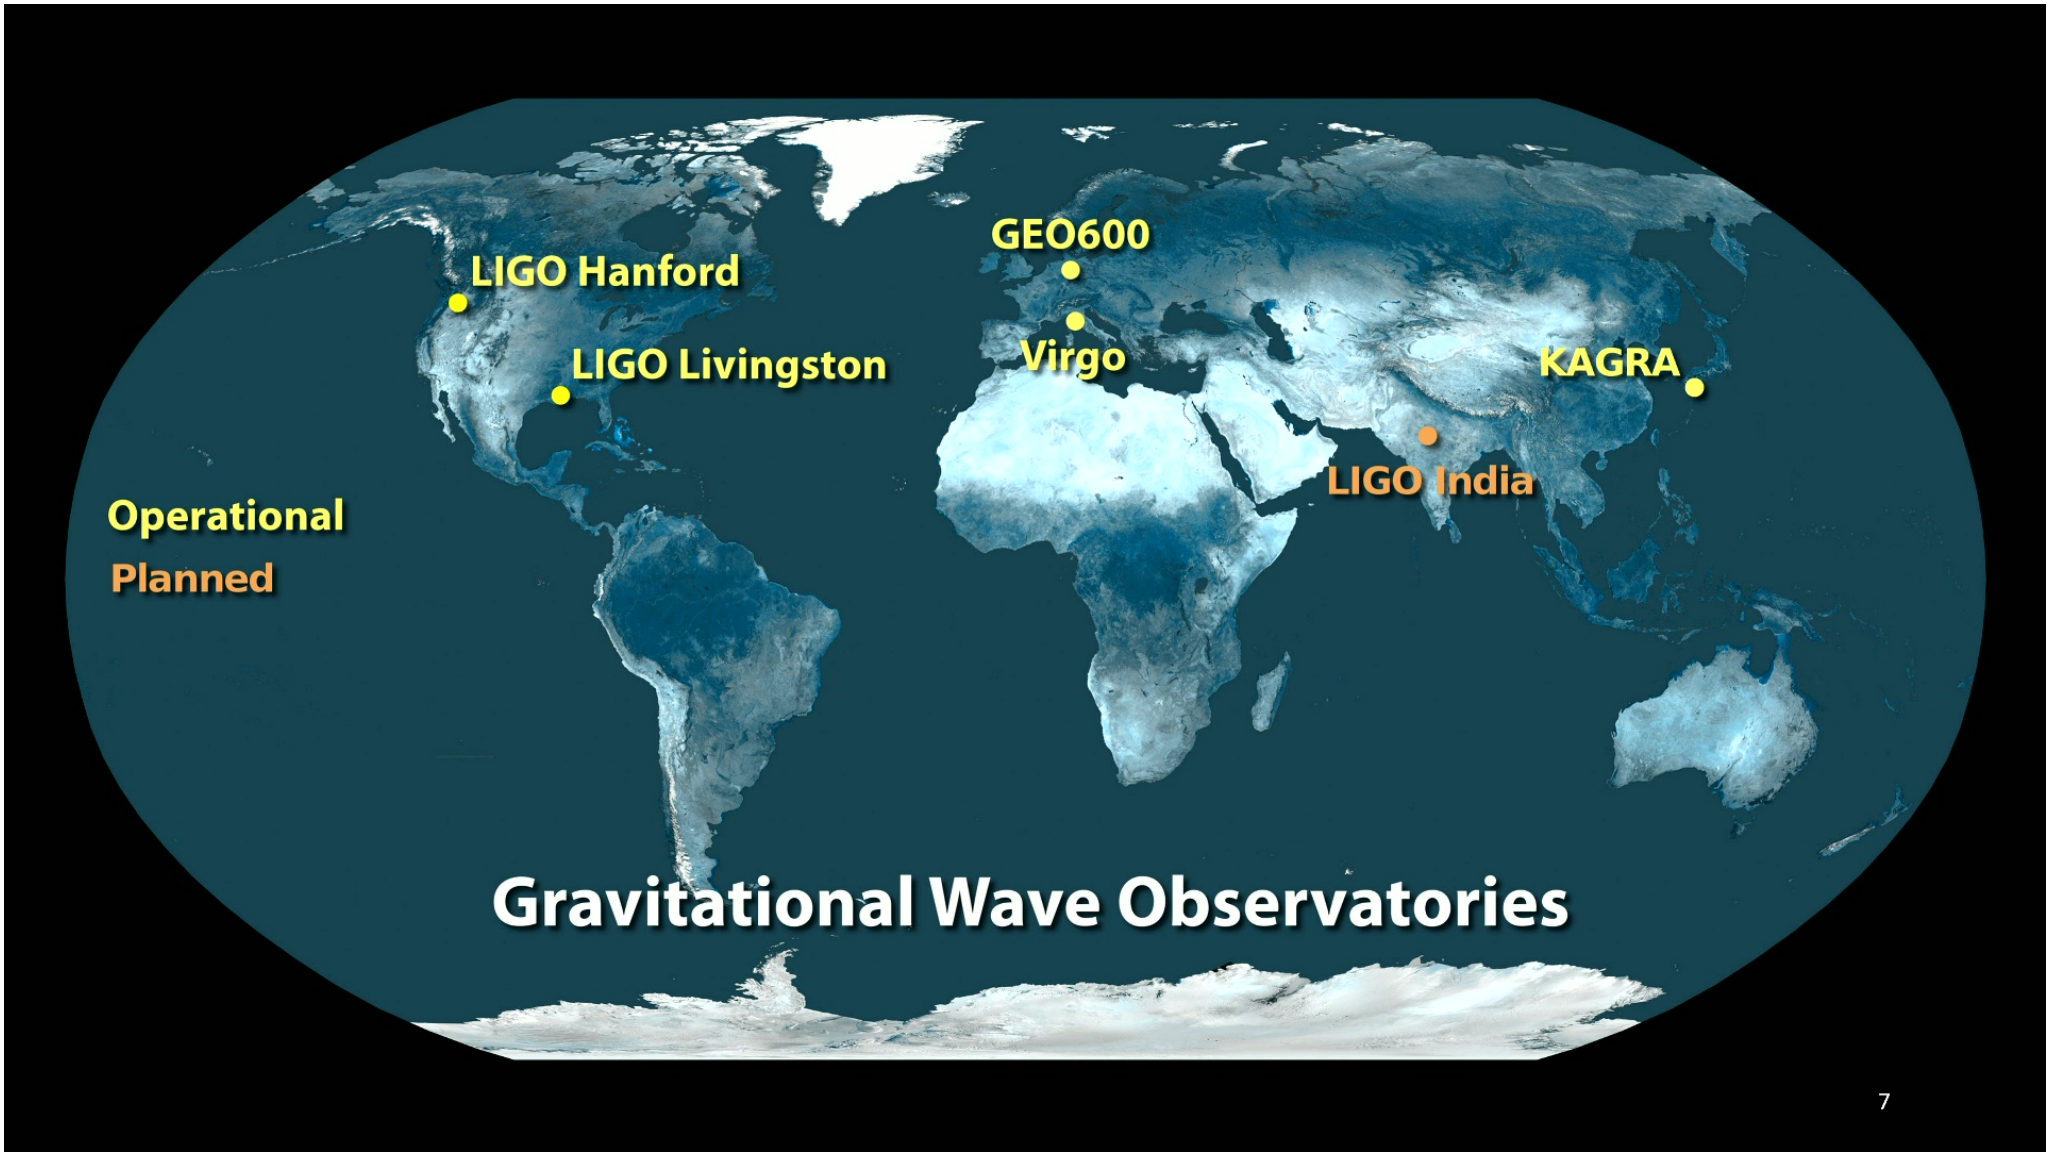 GEO600
LIGO Hanford
Virgo
LIGO Livingston
KAGRA
LIGO India
Operational
Planned
Gravitational Wave Observatories
7